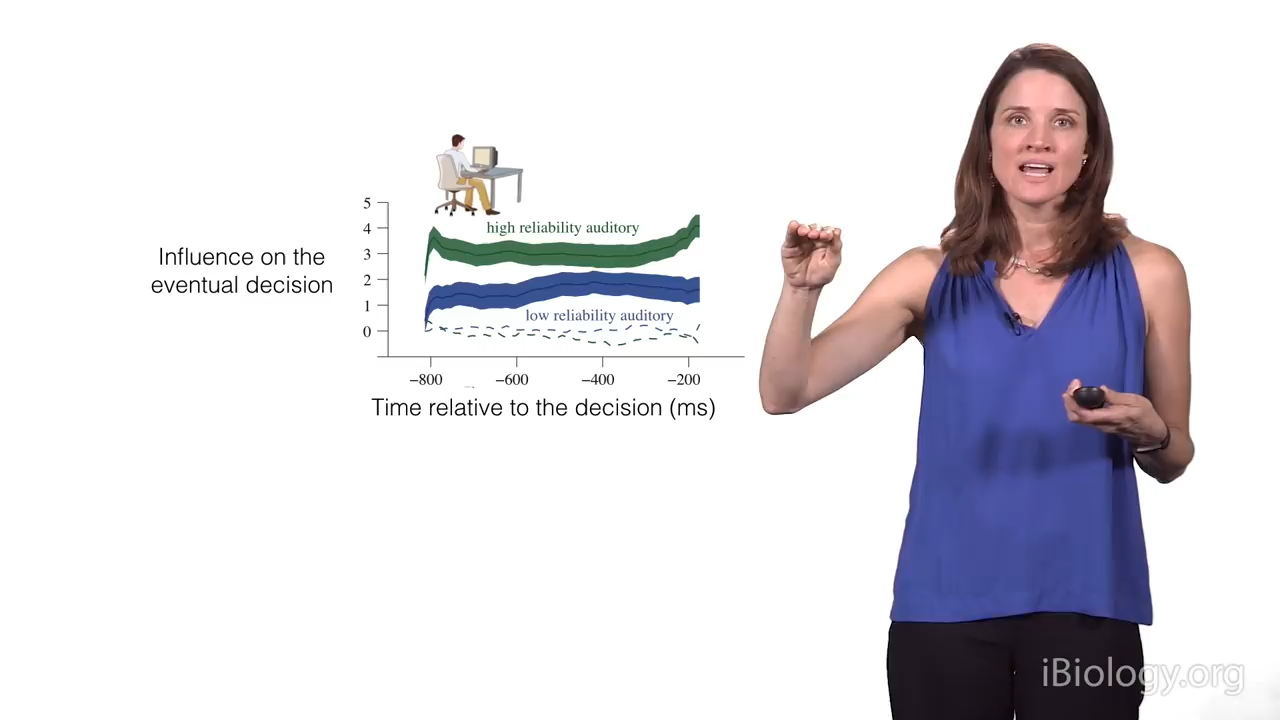 high reliability auditory
low reliability auditory
Influence on the
eventual decision
5
4
3
2
1
0
−800
−600
−400
−200
Time relative to the decision (ms)
iBiology.org